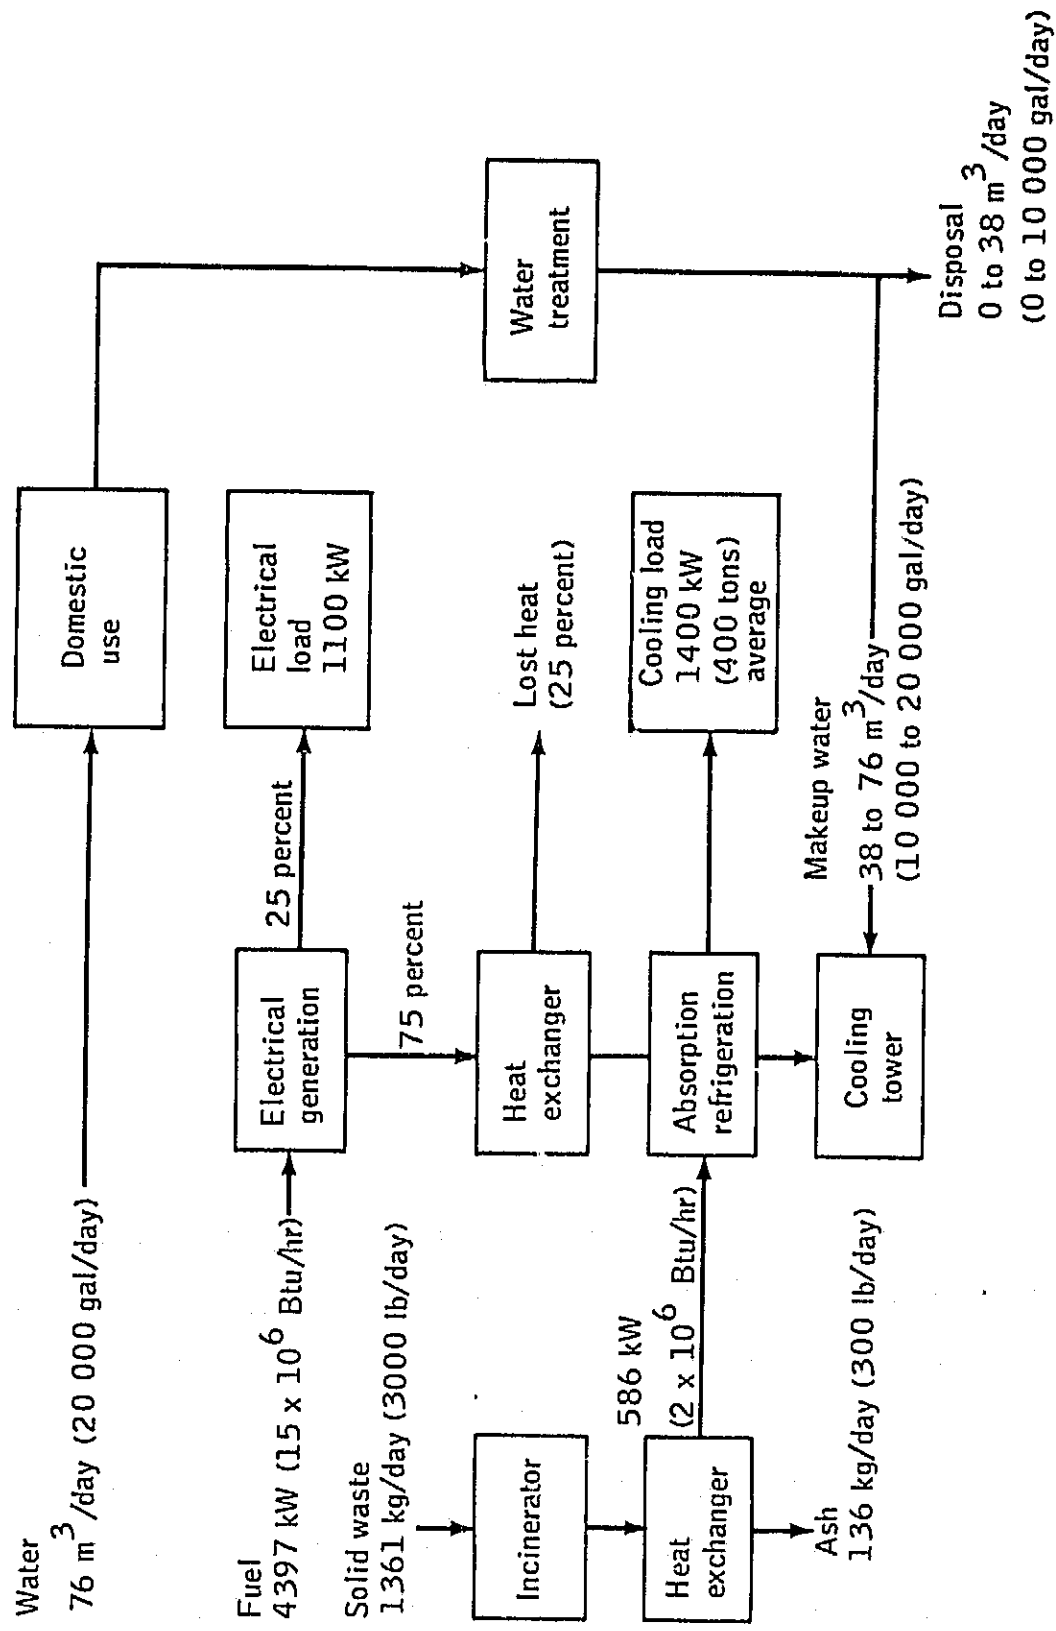 Water
76 m³/day (20 000 gal/day)
Domestic
use
Fuel
4397 kW (15 x 10⁶ Btu/hr)
Electrical
generation
25 percent
Electrical
load
1100 kW
75 percent
Solid waste
1361 kg/day (3000 lb/day)
Incinerator
Heat
exchanger
Lost heat
(25 percent)
Water
treatment
586 kW
(2 x 10⁶ Btu/hr)
Heat
exchanger
Absorption
refrigeration
Cooling load
1400 kW
(400 tons)
average
Ash
136 kg/day (300 lb/day)
Cooling
tower
Makeup water
38 to 76 m³/day
(10 000 to 20 000 gal/day)
Disposal
0 to 38 m³/day
(0 to 10 000 gal/day)